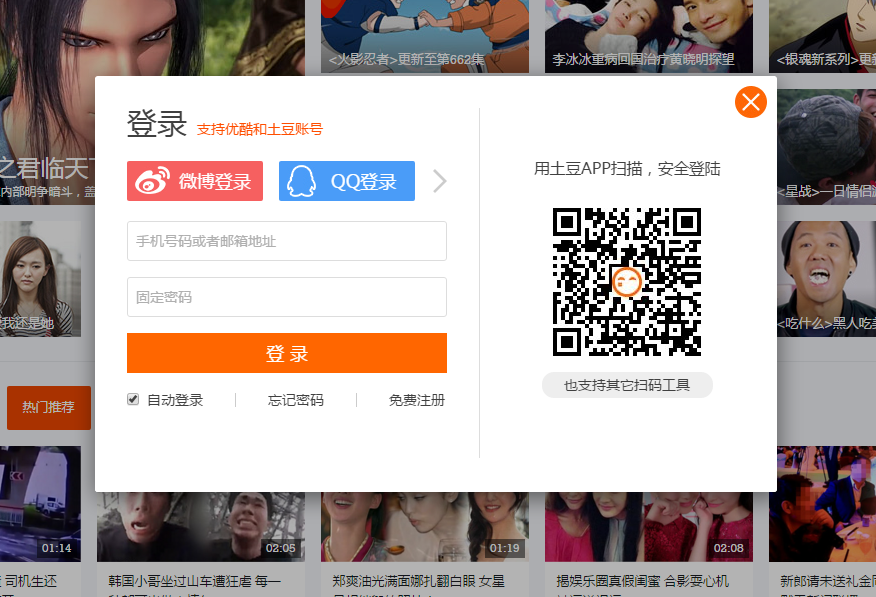 <火影忍者>更新至第662集
李冰冰重病回国治疗黄晓明探望
<银魂新系列>更新
之君临天下
内部明争暗斗，盖
<星战>一日情侣游
我还是她
<吃什么>黑人吃
热门推荐
登录 支持优酷和土豆账号
微博登录
QQ登录
手机号码或者邮箱地址
固定密码
登 录
自动登录
忘记密码
免费注册
用土豆APP扫描，安全登陆
也支持其它扫码工具
01:14
02:05
01:19
02:08
司机生还
韩国小哥坐过山车遭狂虐 每一
郑爽油光满面娜扎翻白眼 女星
揭娱乐圈真假闺蜜 合影耍心机
新郎请未送礼金